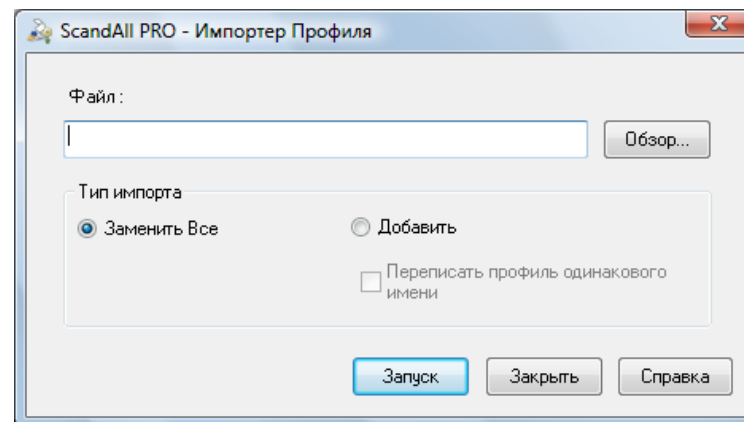 ScandAll PRO - Импортер Профиля
Файл :
Обзор...
Тип импорта
Заменить Все
Добавить
Переписать профиль одинакового
имени
Запуск
Закрыть
Справка